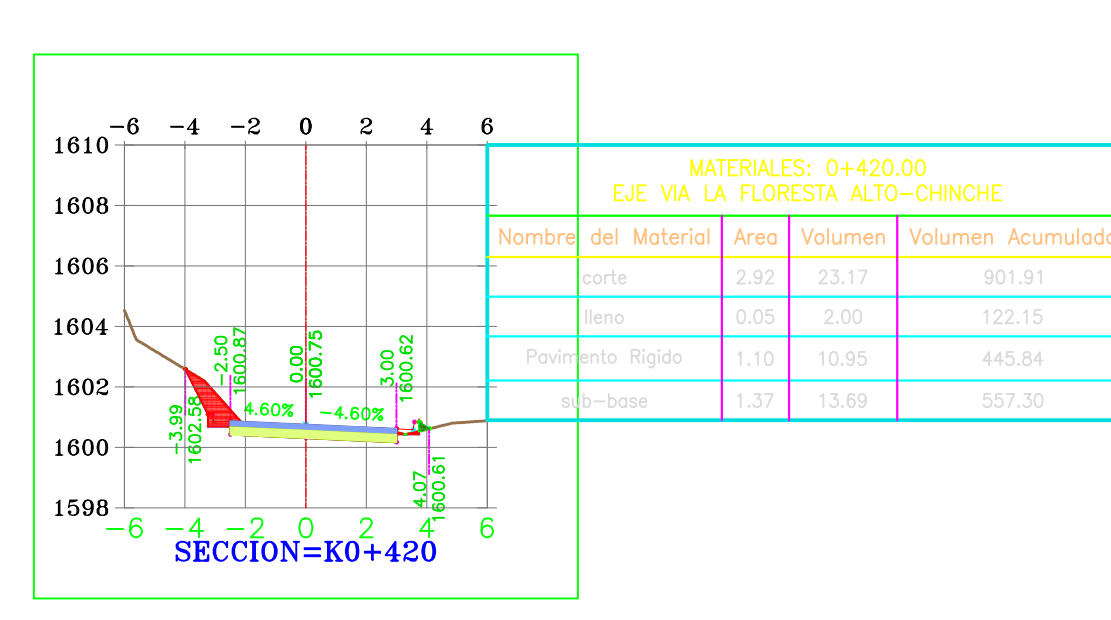 -6 -4 -2 0 2 4 6
1610
1608
1606
1604
1602
1600
1598
-2.50
1600.87
0.00
1600.75
3.00
1600.62
4.60% -4.60%
-3.99
1602.58
4.07
1600.61
-6 -4 -2 0 2 4 6
SECCION=K0+420
MATERIALES: 0+420.00
EJE VIA LA FLORESTA ALTO-CHINCHE
Nombre del Material Area Volumen Volumen Acumulado
corte 2.92 23.17 901.91
lleno 0.05 2.00 122.15
Pavimento Rigido 1.10 10.95 445.84
sub-base 1.37 13.69 557.30